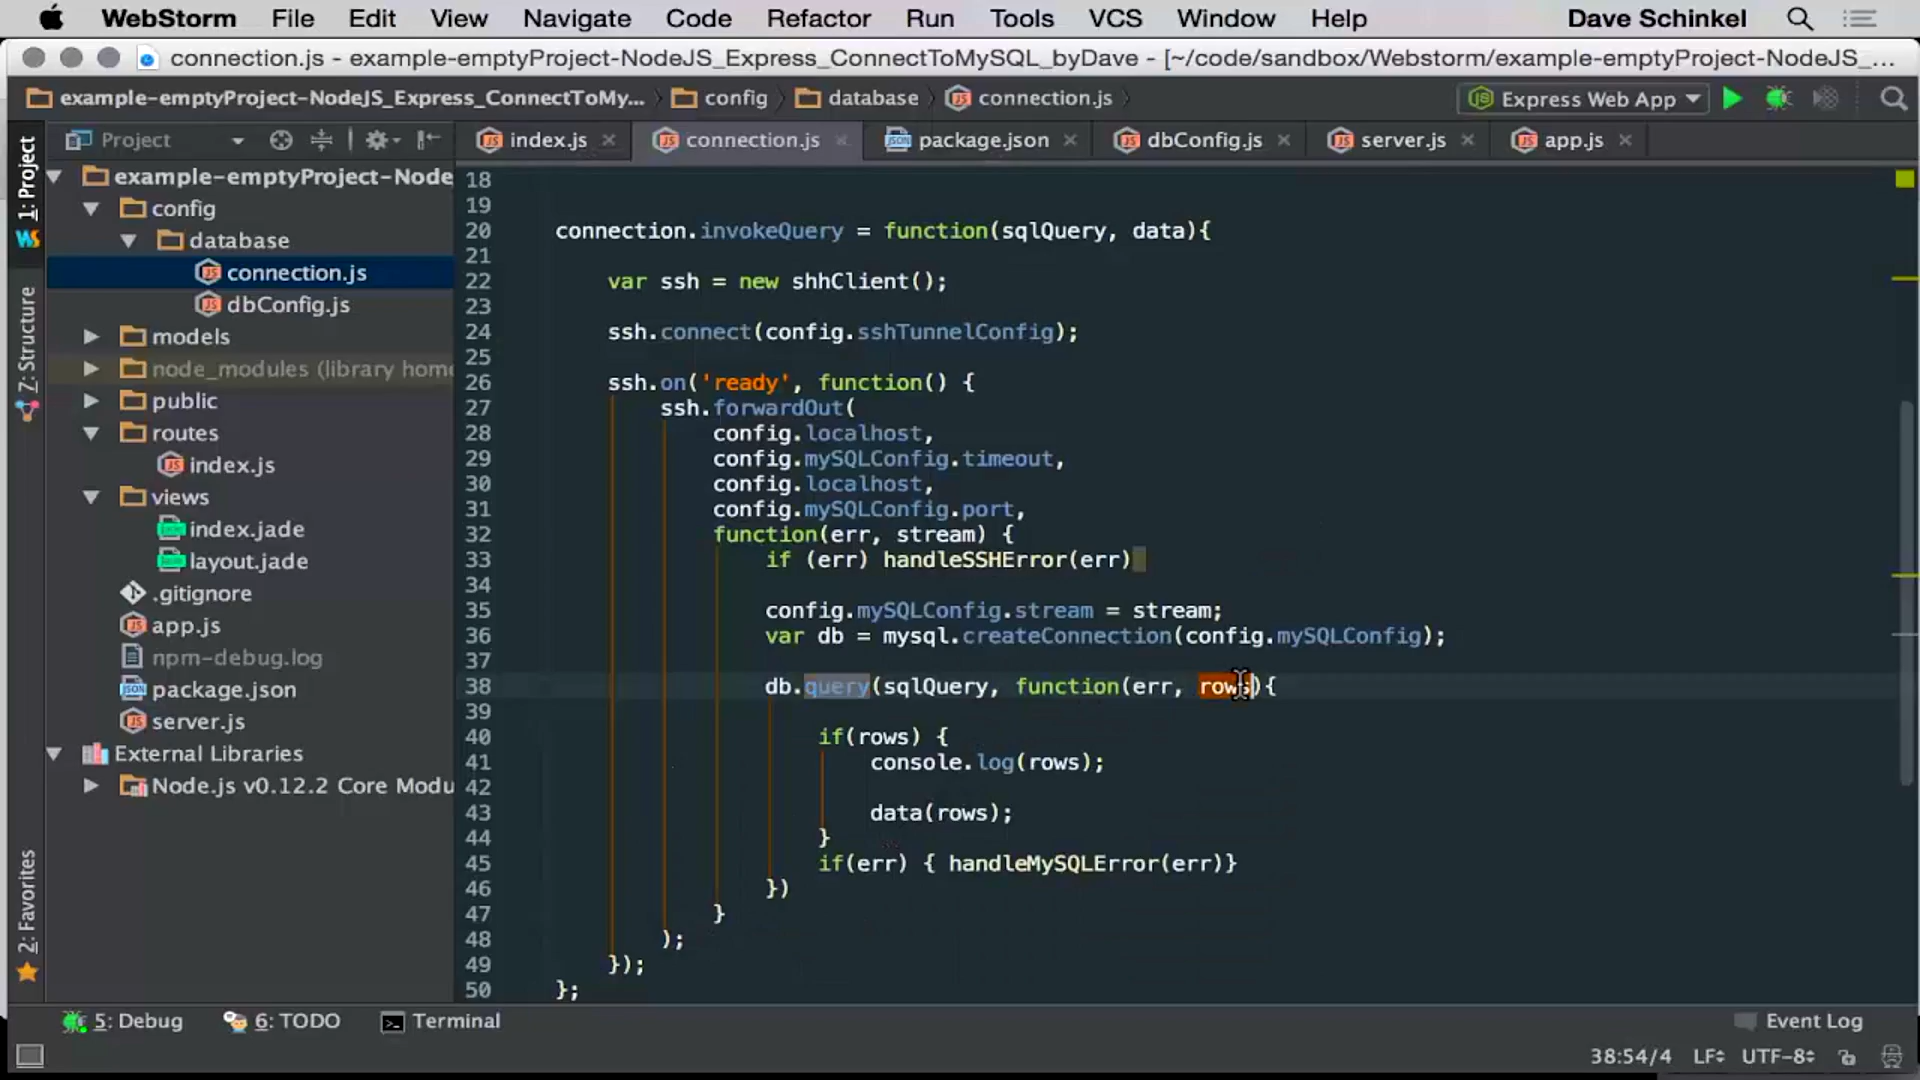 WebStorm File Edit View Navigate Code Refactor Run Tools VCS Window Help Dave Schinkel
connection.js - example-emptyProject-NodeJS_Express_ConnectToMySQL_byDave - [~/code/sandbox/Webstorm/example-emptyProject-NodeJS_...
example-emptyProject-NodeJS_Express_ConnectToMy... config database connection.js Express Web App
Project index.js connection.js package.json dbConfig.js server.js app.js
1: Project
7: Structure
2: Favorites
example-emptyProject-Node
config
database
connection.js
dbConfig.js
models
node_modules (library home
public
routes
index.js
views
index.jade
layout.jade
.gitignore
app.js
npm-debug.log
package.json
server.js
External Libraries
Node.js v0.12.2 Core Modu
18
19
20 connection.invokeQuery = function(sqlQuery, data){
21
22 var ssh = new shhClient();
23
24 ssh.connect(config.sshTunnelConfig);
25
26 ssh.on('ready', function() {
27 ssh.forwardOut(
28 config.localhost,
29 config.mySQLConfig.timeout,
30 config.localhost,
31 config.mySQLConfig.port,
32 function(err, stream) {
33 if (err) handleSSHError(err)
34
35 config.mySQLConfig.stream = stream;
36 var db = mysql.createConnection(config.mySQLConfig);
37
38 db.query(sqlQuery, function(err, rows){
39
40 if(rows) {
41 console.log(rows);
42
43 data(rows);
44 }
45 if(err) { handleMySQLError(err)}
46 })
47 }
48 );
49 });
50 };
5: Debug 6: TODO Terminal Event Log
38:54/4 LF UTF-8